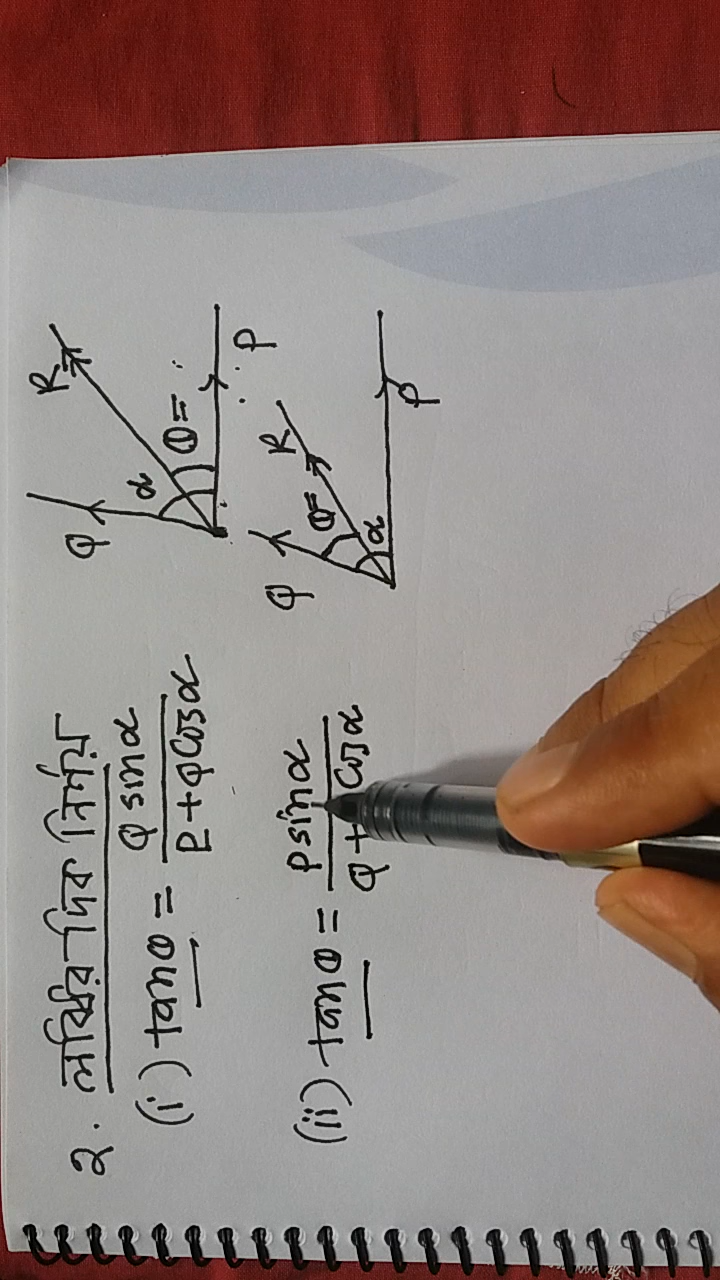 ২. লব্ধির দিক নির্ণয়
(i) tanθ = Q sinα / P + Q cosα
(ii) tanθ = P sinα / Q + cosα
Q α R θ= P
Q θ= R α P